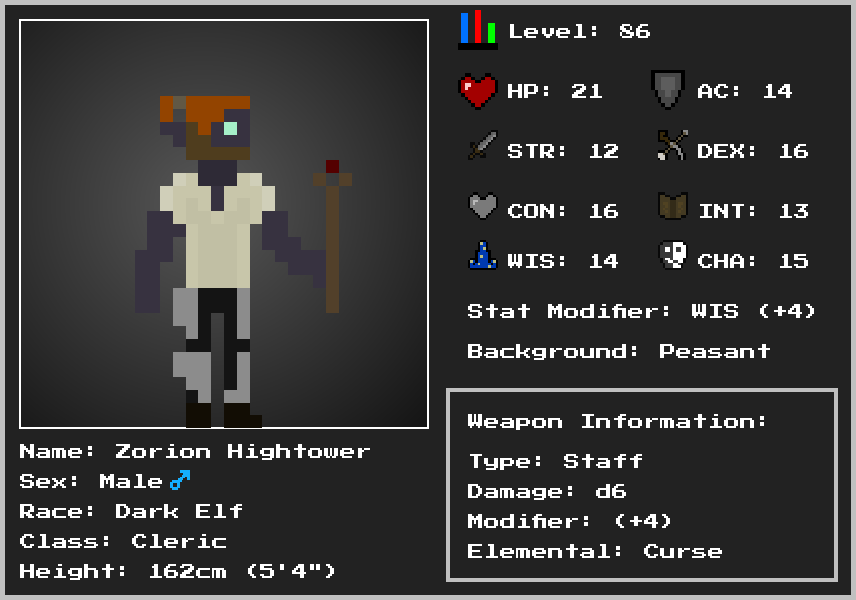 Level: 86
HP: 21 AC: 14
STR: 12 DEX: 16
CON: 16 INT: 13
WIS: 14 CHA: 15
Stat Modifier: WIS (+4)
Background: Peasant
Weapon Information:
Type: Staff
Damage: d6
Modifier: (+4)
Elemental: Curse
Name: Zorion Hightower
Sex: Male♂
Race: Dark Elf
Class: Cleric
Height: 162cm (5'4")